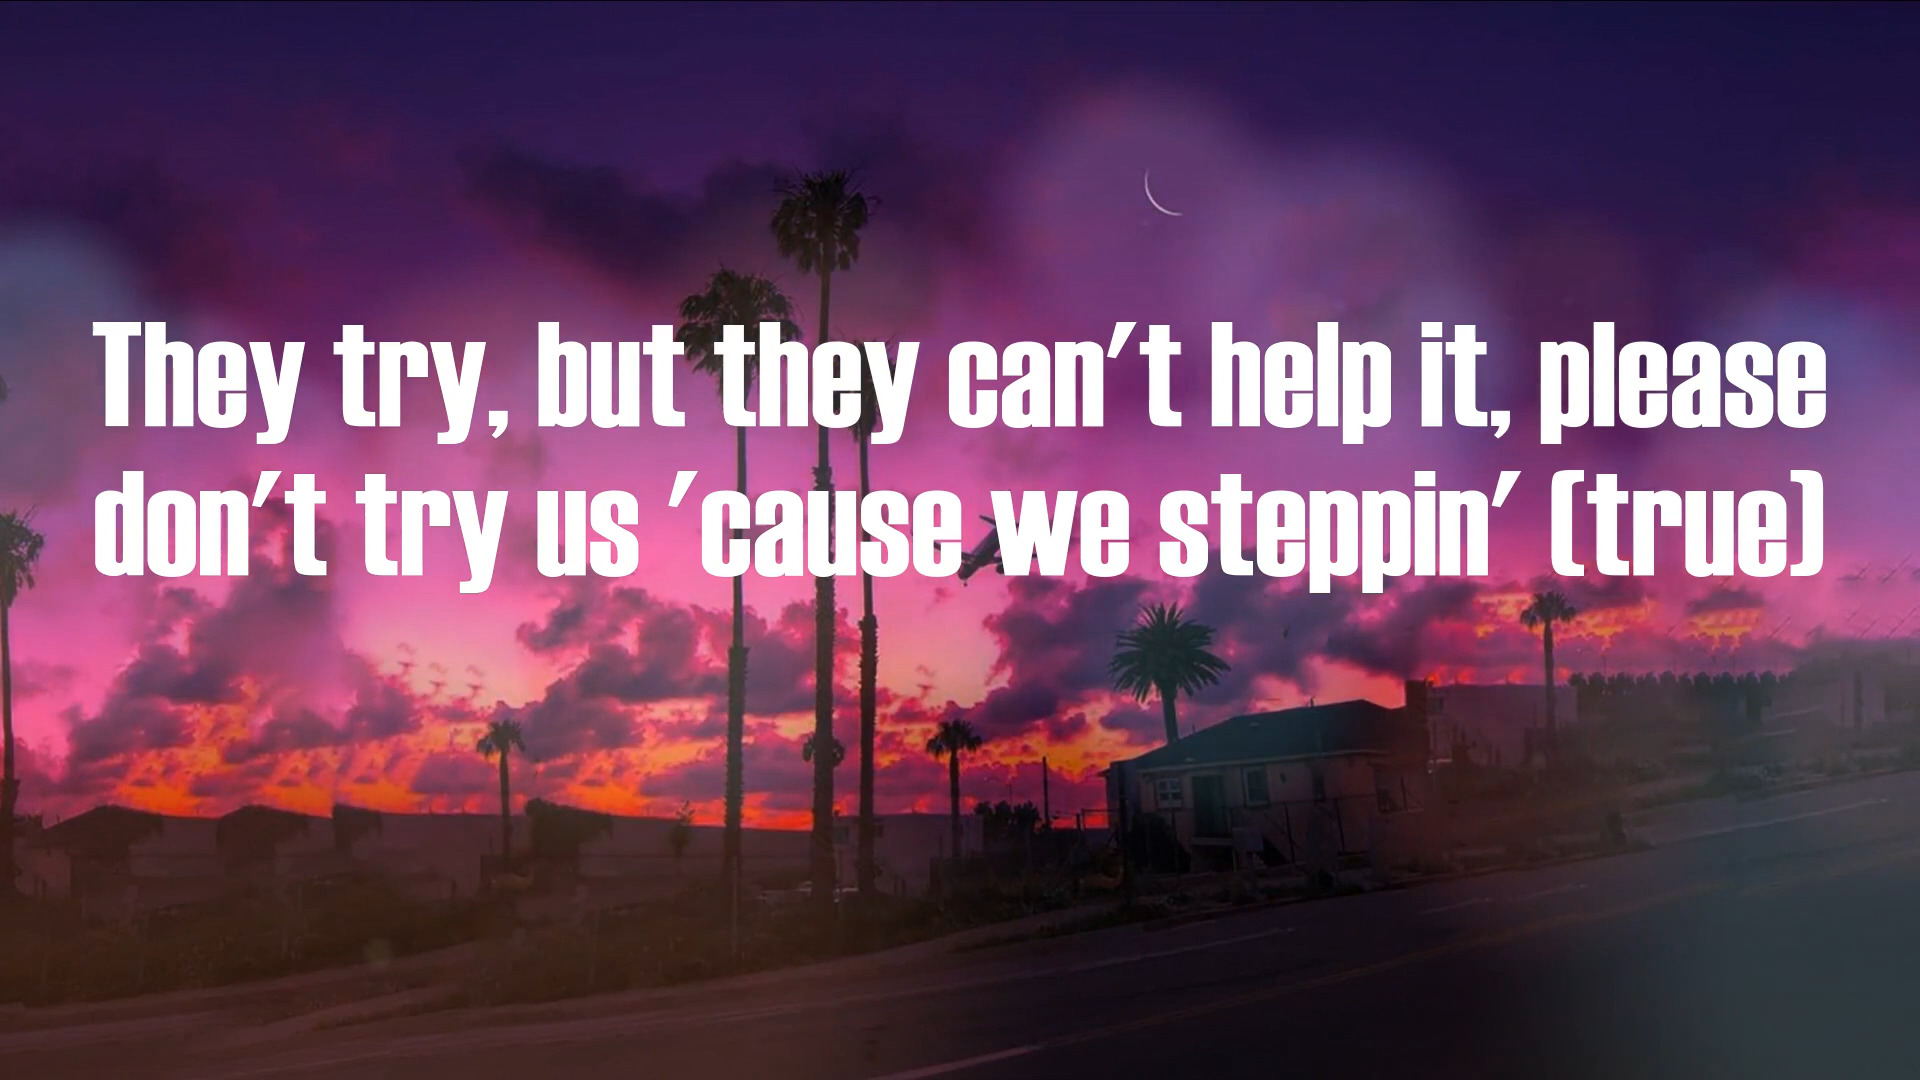 They try, but they can't help it, please
don't try us 'cause we steppin' (true)